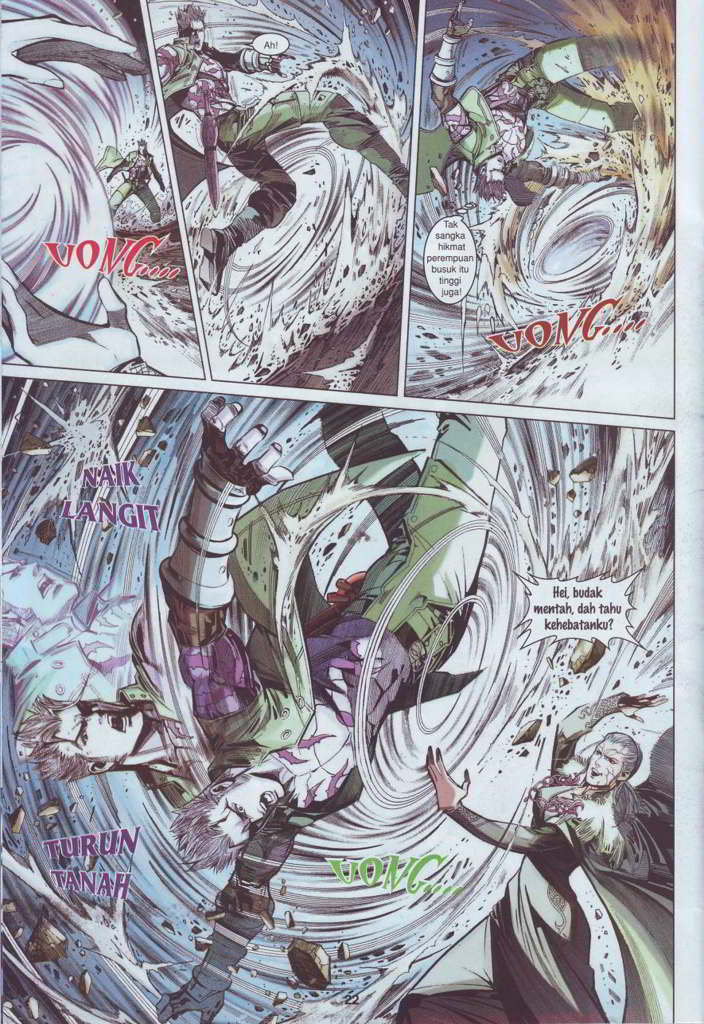 VONG....
Ah!
Tak
sangka
hikmat
perempuan
busuk itu
tinggi
juga!
VONG....
NAIK
LANGIT
Hei, budak
mentah, dah tahu
kehebatanku?
TURUN
TANAH
VONG....
22